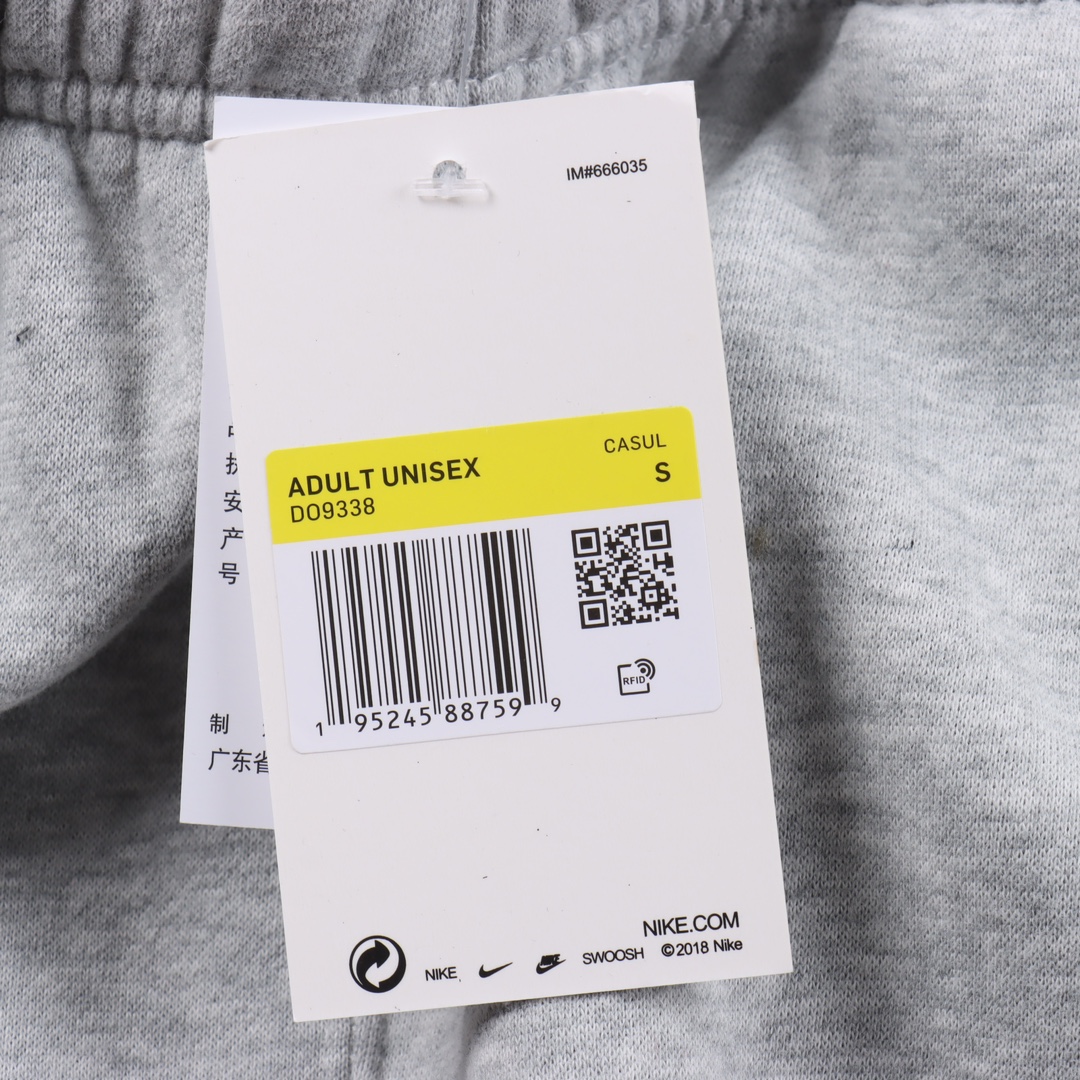 IM#666035
ADULT UNISEX
CASUL
DO9338
S
1 95245 88759 9
RFID
安
产
号
制
广东省
NIKE.COM
NIKE SWOOSH ©2018 Nike